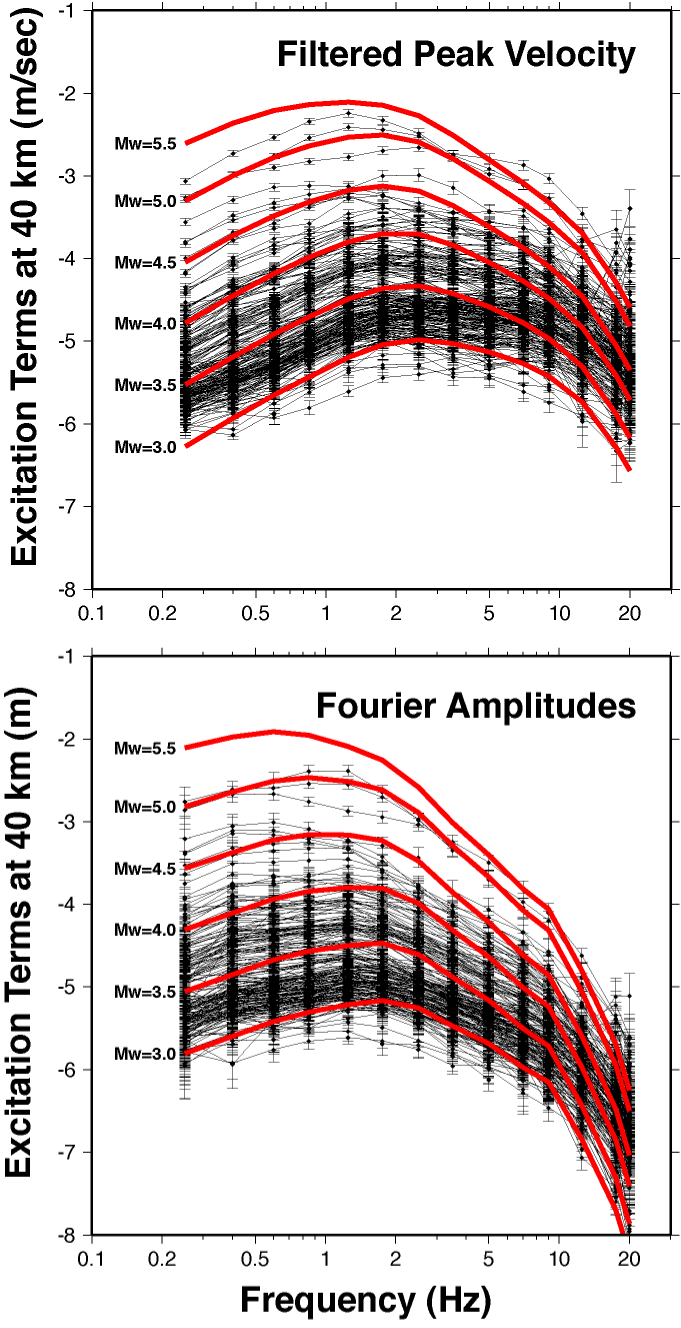 Filtered Peak Velocity
Excitation Terms at 40 km (m/sec)
-1
-2
-3
-4
-5
-6
-7
-8
Mw=5.5
Mw=5.0
Mw=4.5
Mw=4.0
Mw=3.5
Mw=3.0
0.1 0.2 0.5 1 2 5 10 20
Fourier Amplitudes
Excitation Terms at 40 km (m)
-1
-2
-3
-4
-5
-6
-7
-8
Mw=5.5
Mw=5.0
Mw=4.5
Mw=4.0
Mw=3.5
Mw=3.0
0.1 0.2 0.5 1 2 5 10 20
Frequency (Hz)